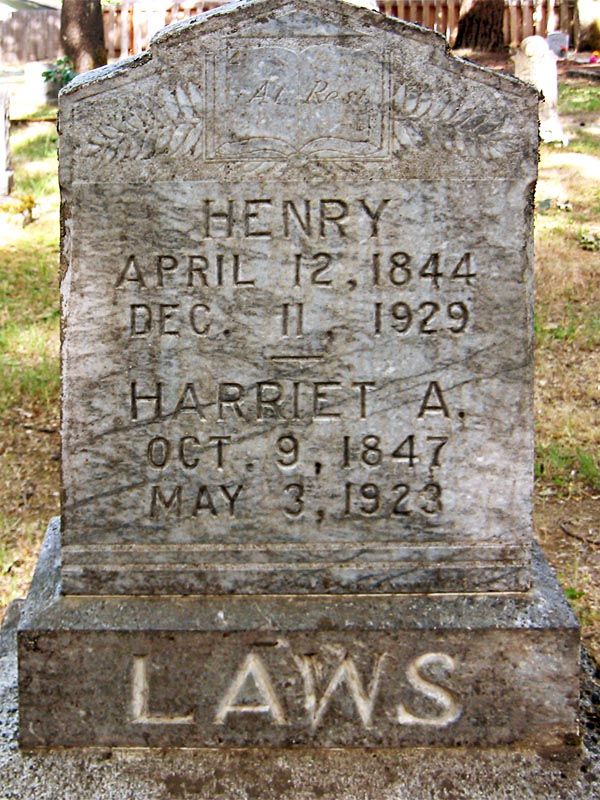 At Rest
HENRY
APRIL 12, 1844
DEC. 11, 1929
HARRIET A.
OCT. 9, 1847
MAY 3, 1923
LAWS